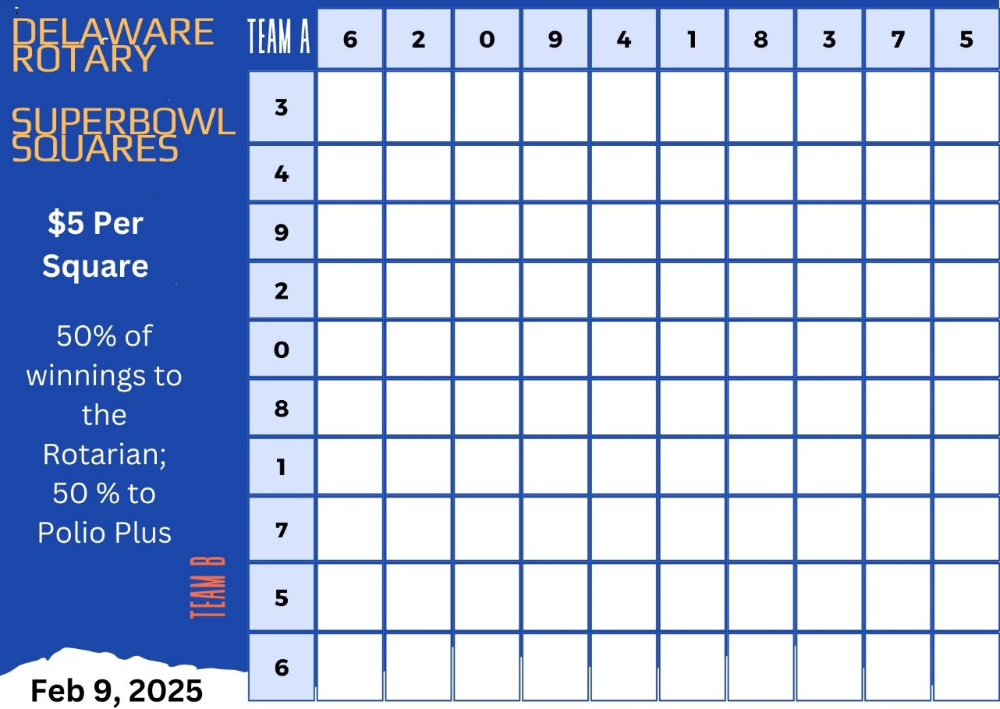 DELAWARE
ROTARY
SUPERBOWL
SQUARES
$5 Per
Square
50% of
winnings to
the
Rotarian;
50 % to
Polio Plus
TEAM B
Feb 9, 2025
TEAM A 6 2 0 9 4 1 8 3 7 5
3
4
9
2
0
8
1
7
5
6